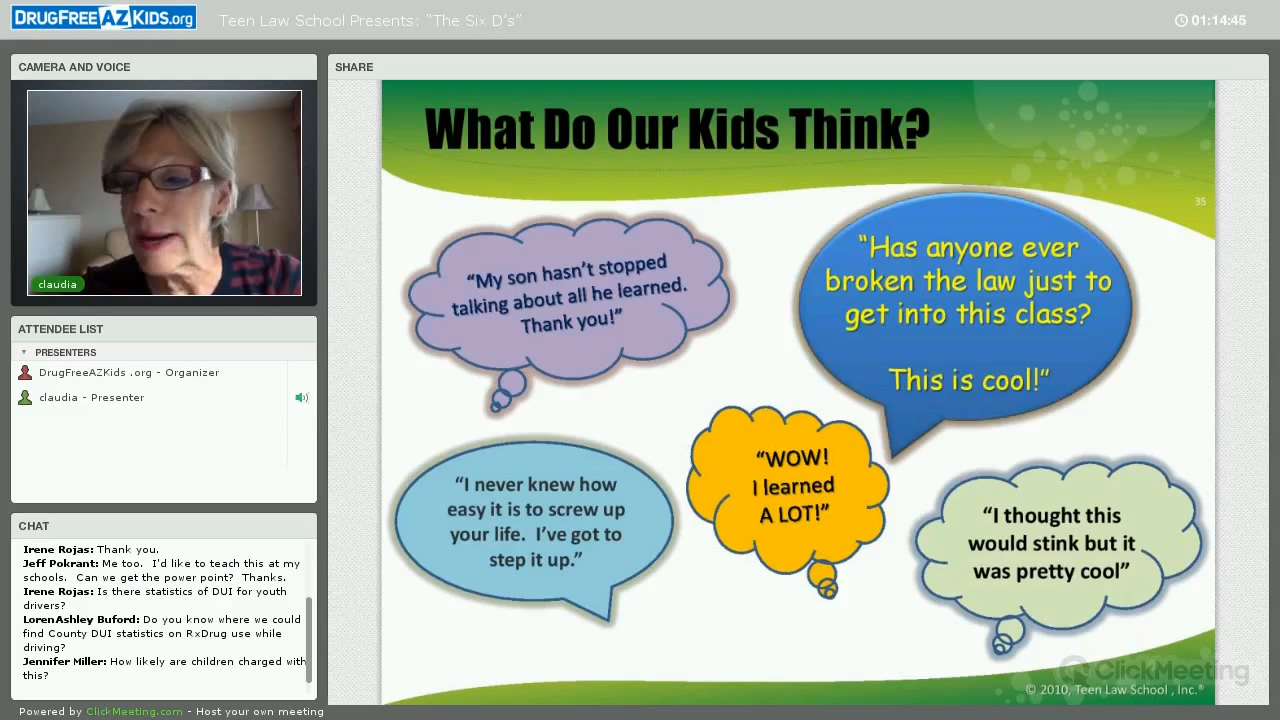 DRUGFREEAZKIDS.org
Teen Law School Presents: "The Six D's"
01:14:45
CAMERA AND VOICE
claudia
ATTENDEE LIST
PRESENTERS
DrugFreeAZKids .org - Organizer
claudia - Presenter
CHAT
Irene Rojas: Thank you.
Jeff Pokrant: Me too. I'd like to teach this at my
schools. Can we get the power point? Thanks.
Irene Rojas: Is there statistics of DUI for youth
drivers?
LorenAshley Buford: Do you know where we could
find County DUI statistics on RxDrug use while
driving?
Jennifer Miller: How likely are children chaged with
this?
SHARE
What Do Our Kids Think?
35
"My son hasn't stopped
talking about all he learned.
Thank you!"
"Has anyone ever
broken the law just to
get into this class?
This is cool!"
"I never knew how
easy it is to screw up
your life. I've got to
step it up."
"WOW!
I learned
A LOT!"
"I thought this
would stink but it
was pretty cool"
ClickMeeting
© 2010, Teen Law School , Inc.®
Powered by ClickMeeting.com - Host your own meeting